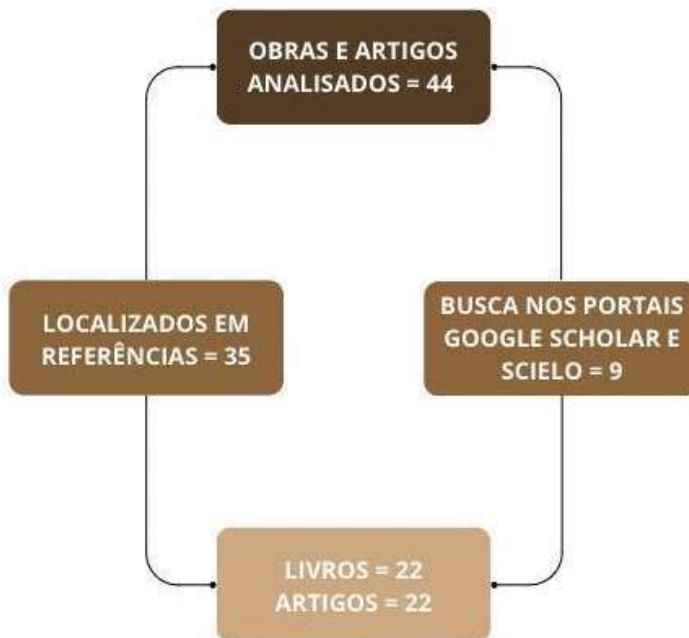 OBRAS E ARTIGOS
ANALISADOS = 44
LOCALIZADOS EM
REFERÊNCIAS = 35
BUSCA NOS PORTAIS
GOOGLE SCHOLAR E
SCIELO = 9
LIVROS = 22
ARTIGOS = 22